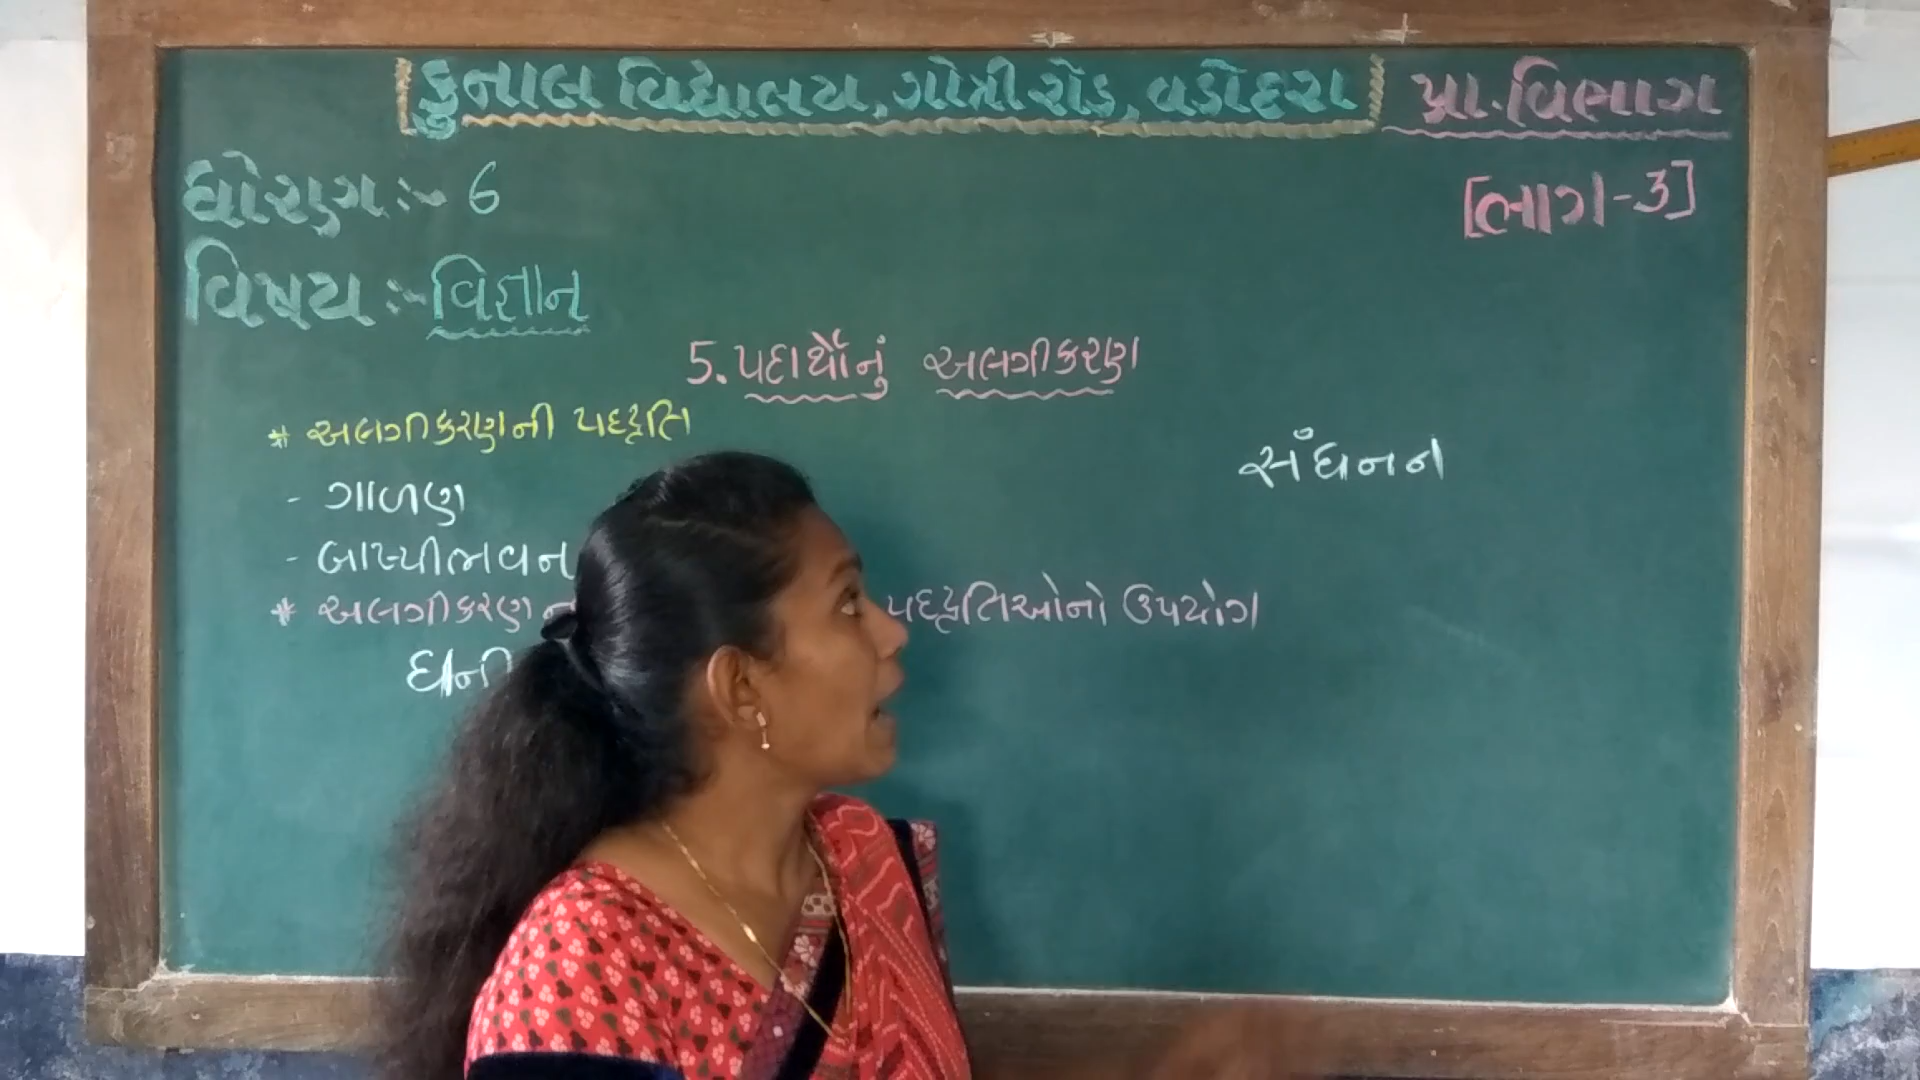 કુનાલ વિદ્યાલય, ગોત્રી રોડ, વડોદરા પ્રા. વિભાગ
ધોરણ :- 6
[ભાગ-3]
વિષય :- વિજ્ઞાન
5. પદાર્થોનું અલગીકરણ
* અલગીકરણની પદ્ધતિ
સંઘનન
- ગાળણ
- બાષ્પીભવન
* અલગીકરણ પદ્ધતિઓનો ઉપયોગ